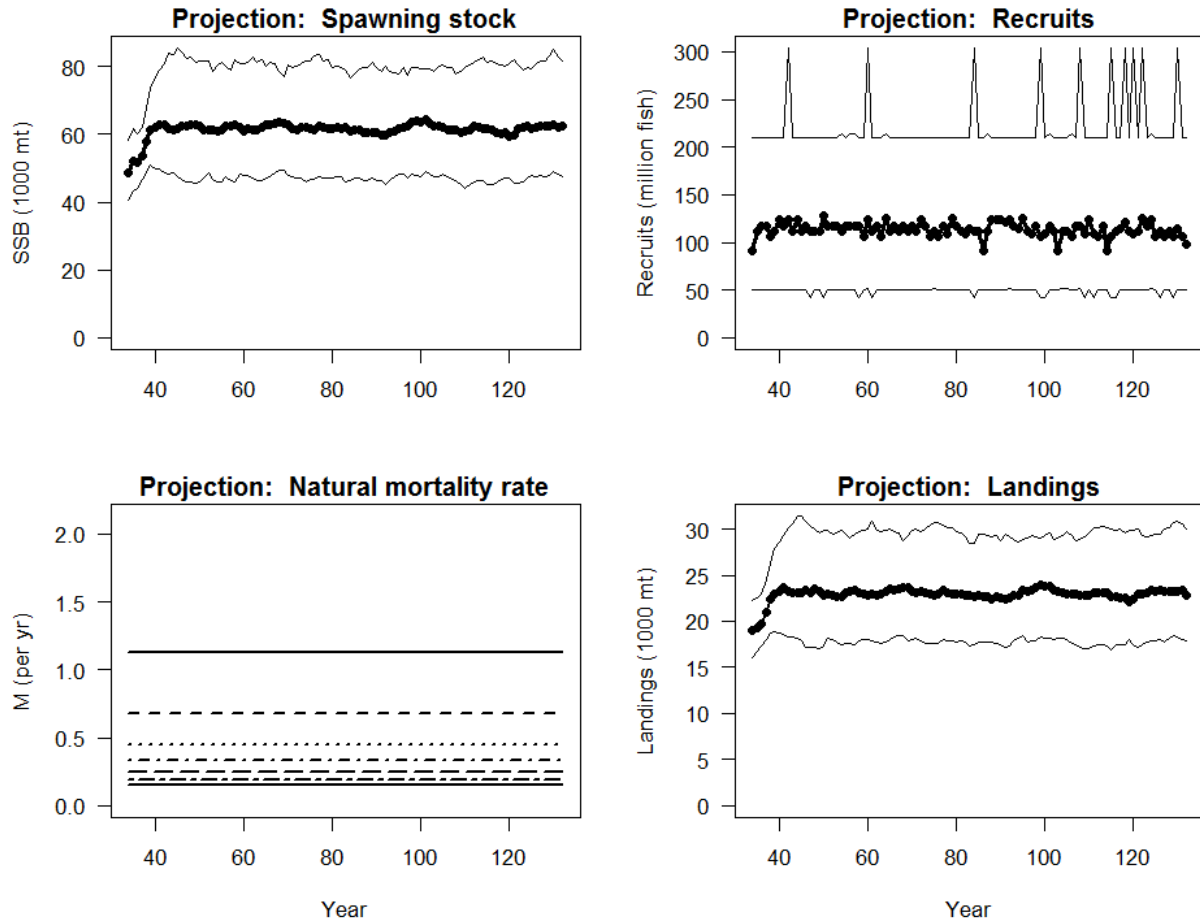 Projection:  Spawning stock
SSB (1000 mt)
80
60
40
20
0
40 60 80 100 120
Projection:  Recruits
Recruits (million fish)
300
250
200
150
100
50
0
40 60 80 100 120
Projection:  Natural mortality rate
M (per yr)
2.0
1.5
1.0
0.5
0.0
40 60 80 100 120
Year
Projection:  Landings
Landings (1000 mt)
30
25
20
15
10
5
0
40 60 80 100 120
Year